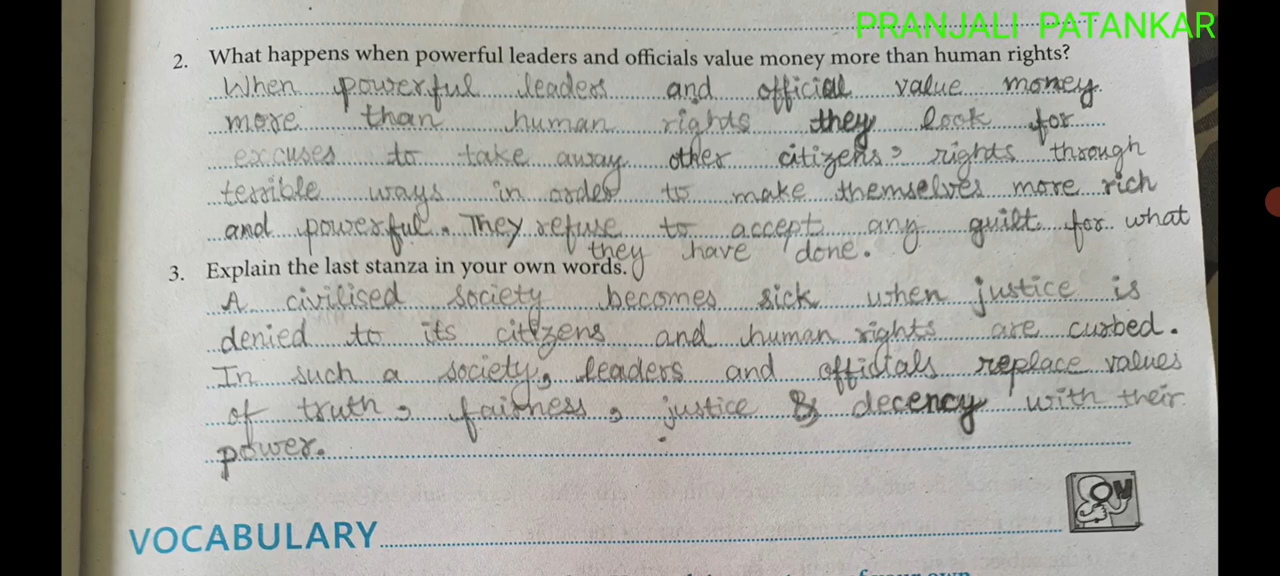 PRANJALI PATANKAR
2. What happens when powerful leaders and officials value money more than human rights?
When powerful leaders and official value money
more than human rights they look for
excuses to take away other citizens' rights through
terrible ways in order to make themselves more rich
and powerful. They refuse to accept any guilt for what
they have done.
3. Explain the last stanza in your own words.
A civilised society becomes sick when justice is
denied to its citizens and human rights are curbed.
In such a society, leaders and officials replace values
of truth, fairness, justice & decency with their
power.
VOCABULARY